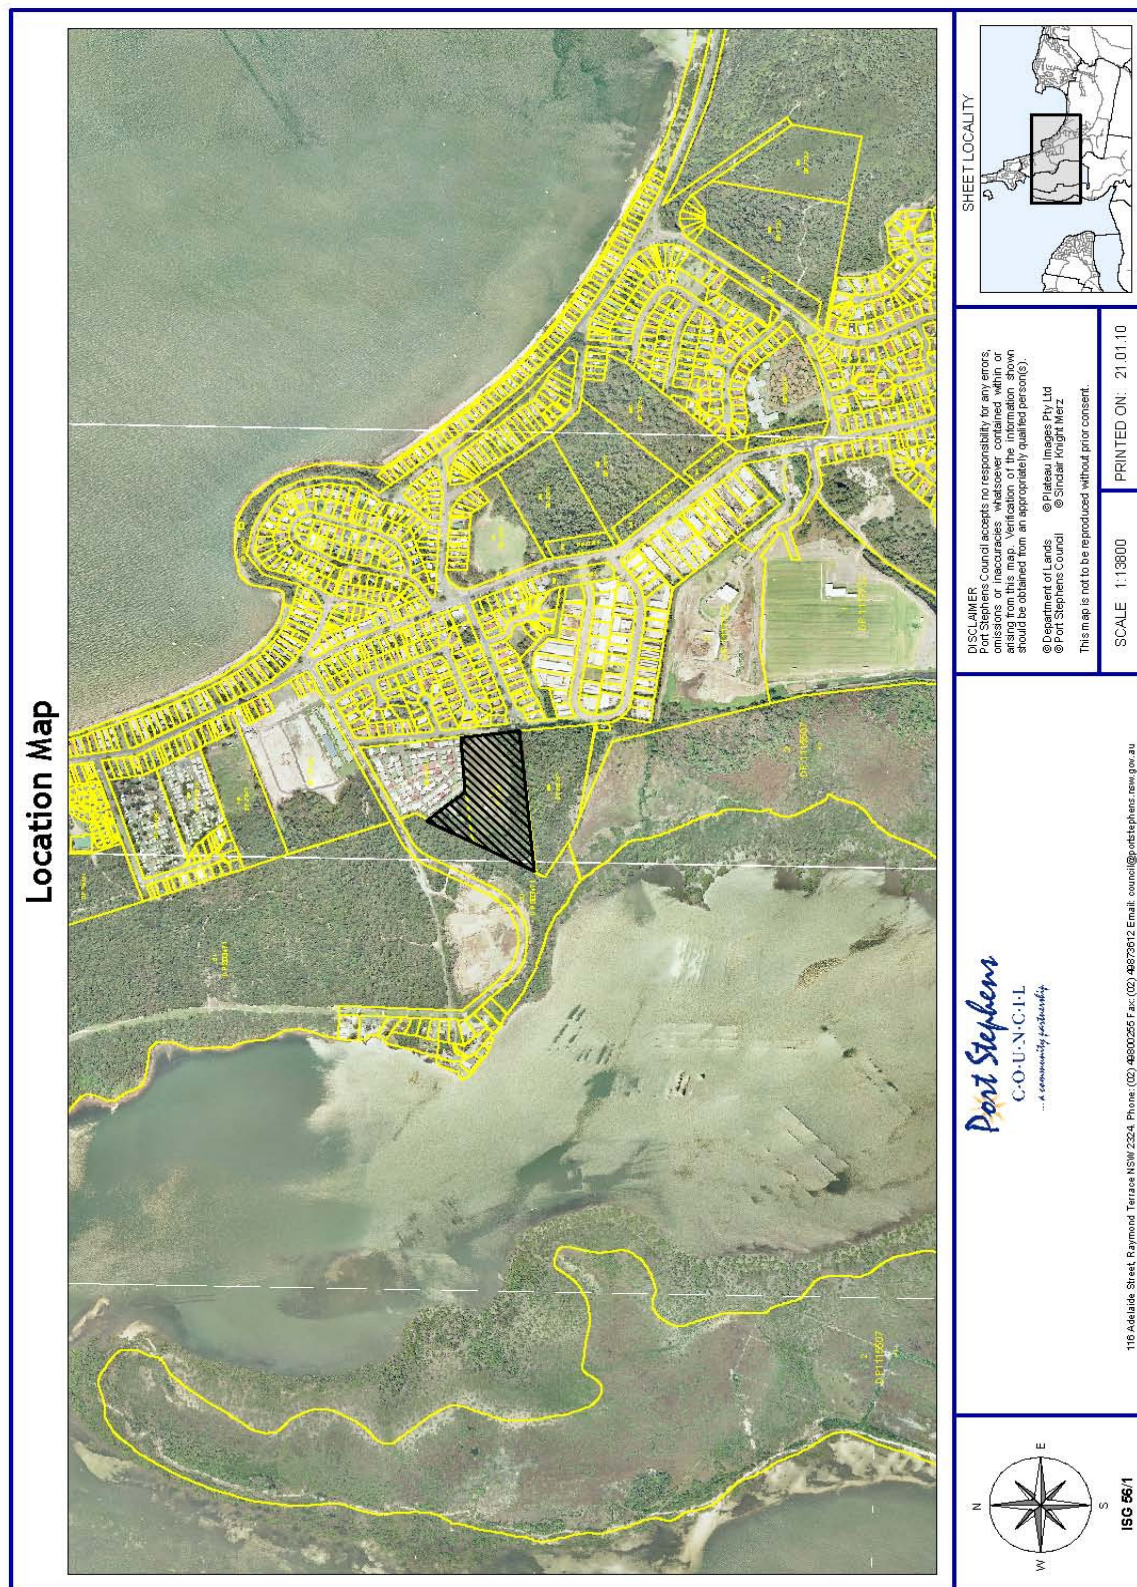 Location Map
DP 1115507
DP 1115507
N
W
E
S
ISG 56/1
Port Stephens
C·O·U·N·C·I·L
... a community partnership
116 Adelaide Street, Raymond Terrace NSW 2324. Phone: (02) 49800255 Fax: (02) 49873612 Email: council@portstephens.nsw.gov.au
DISCLAIMER
Port Stephens Council accepts no responsibility for any errors,
omissions or inaccuracies whatsoever contained within or
arising from this map. Verification of the information shown
should be obtained from an appropriately qualified person(s).
© Department of Lands © Plateau Images Pty Ltd
© Port Stephens Council © Sinclair Knight Merz
This map is not to be reproduced without prior consent.
SCALE 1:13800
PRINTED ON: 21.01.10
SHEET LOCALITY